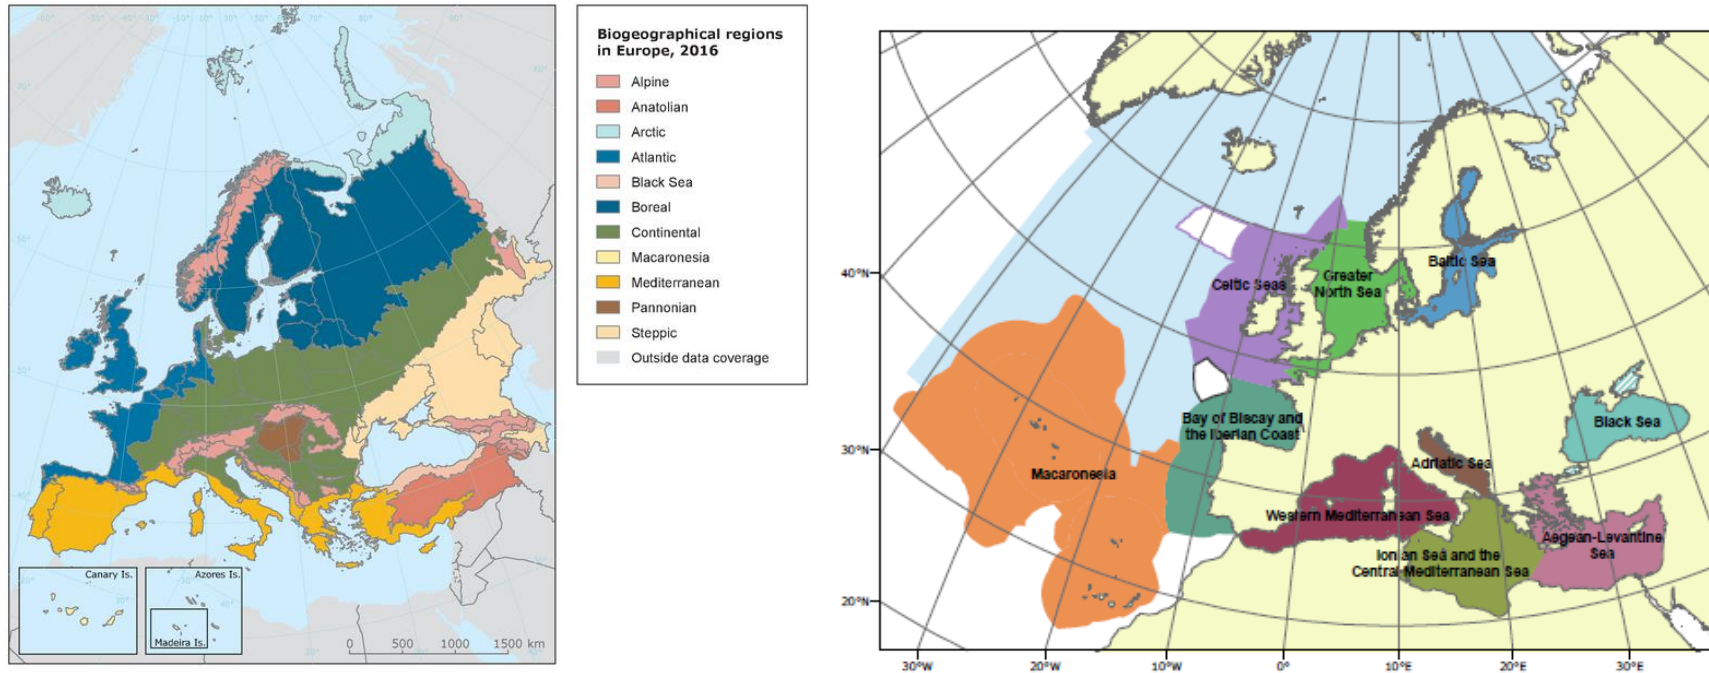 Biogeographical regions
in Europe, 2016
Alpine
Anatolian
Arctic
Atlantic
Black Sea
Boreal
Continental
Macaronesia
Mediterranean
Pannonian
Steppic
Outside data coverage
Canary Is.
Azores Is.
Madeira Is.
0 500 1000 1500 km
40°N
30°N
20°N
Celtic Seas
Greater
North Sea
Baltic Sea
Bay of Biscay and
the Iberian Coast
Black Sea
Macaronesia
Adriatic Sea
Western Mediterranean Sea
Aegean-Levantine
Sea
Ionian Sea and the
Central Mediterranean Sea
30°W 20°W 10°W 0° 10°E 20°E 30°E